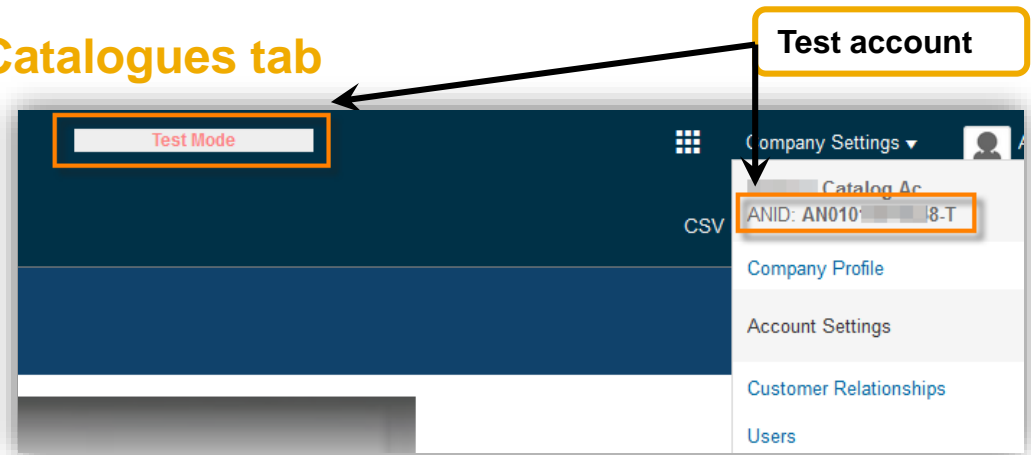 Catalogues tab
Test account
Test Mode
Company Settings
Catalog Ac
ANID: AN010 8-T
CSV
Company Profile
Account Settings
Customer Relationships
Users